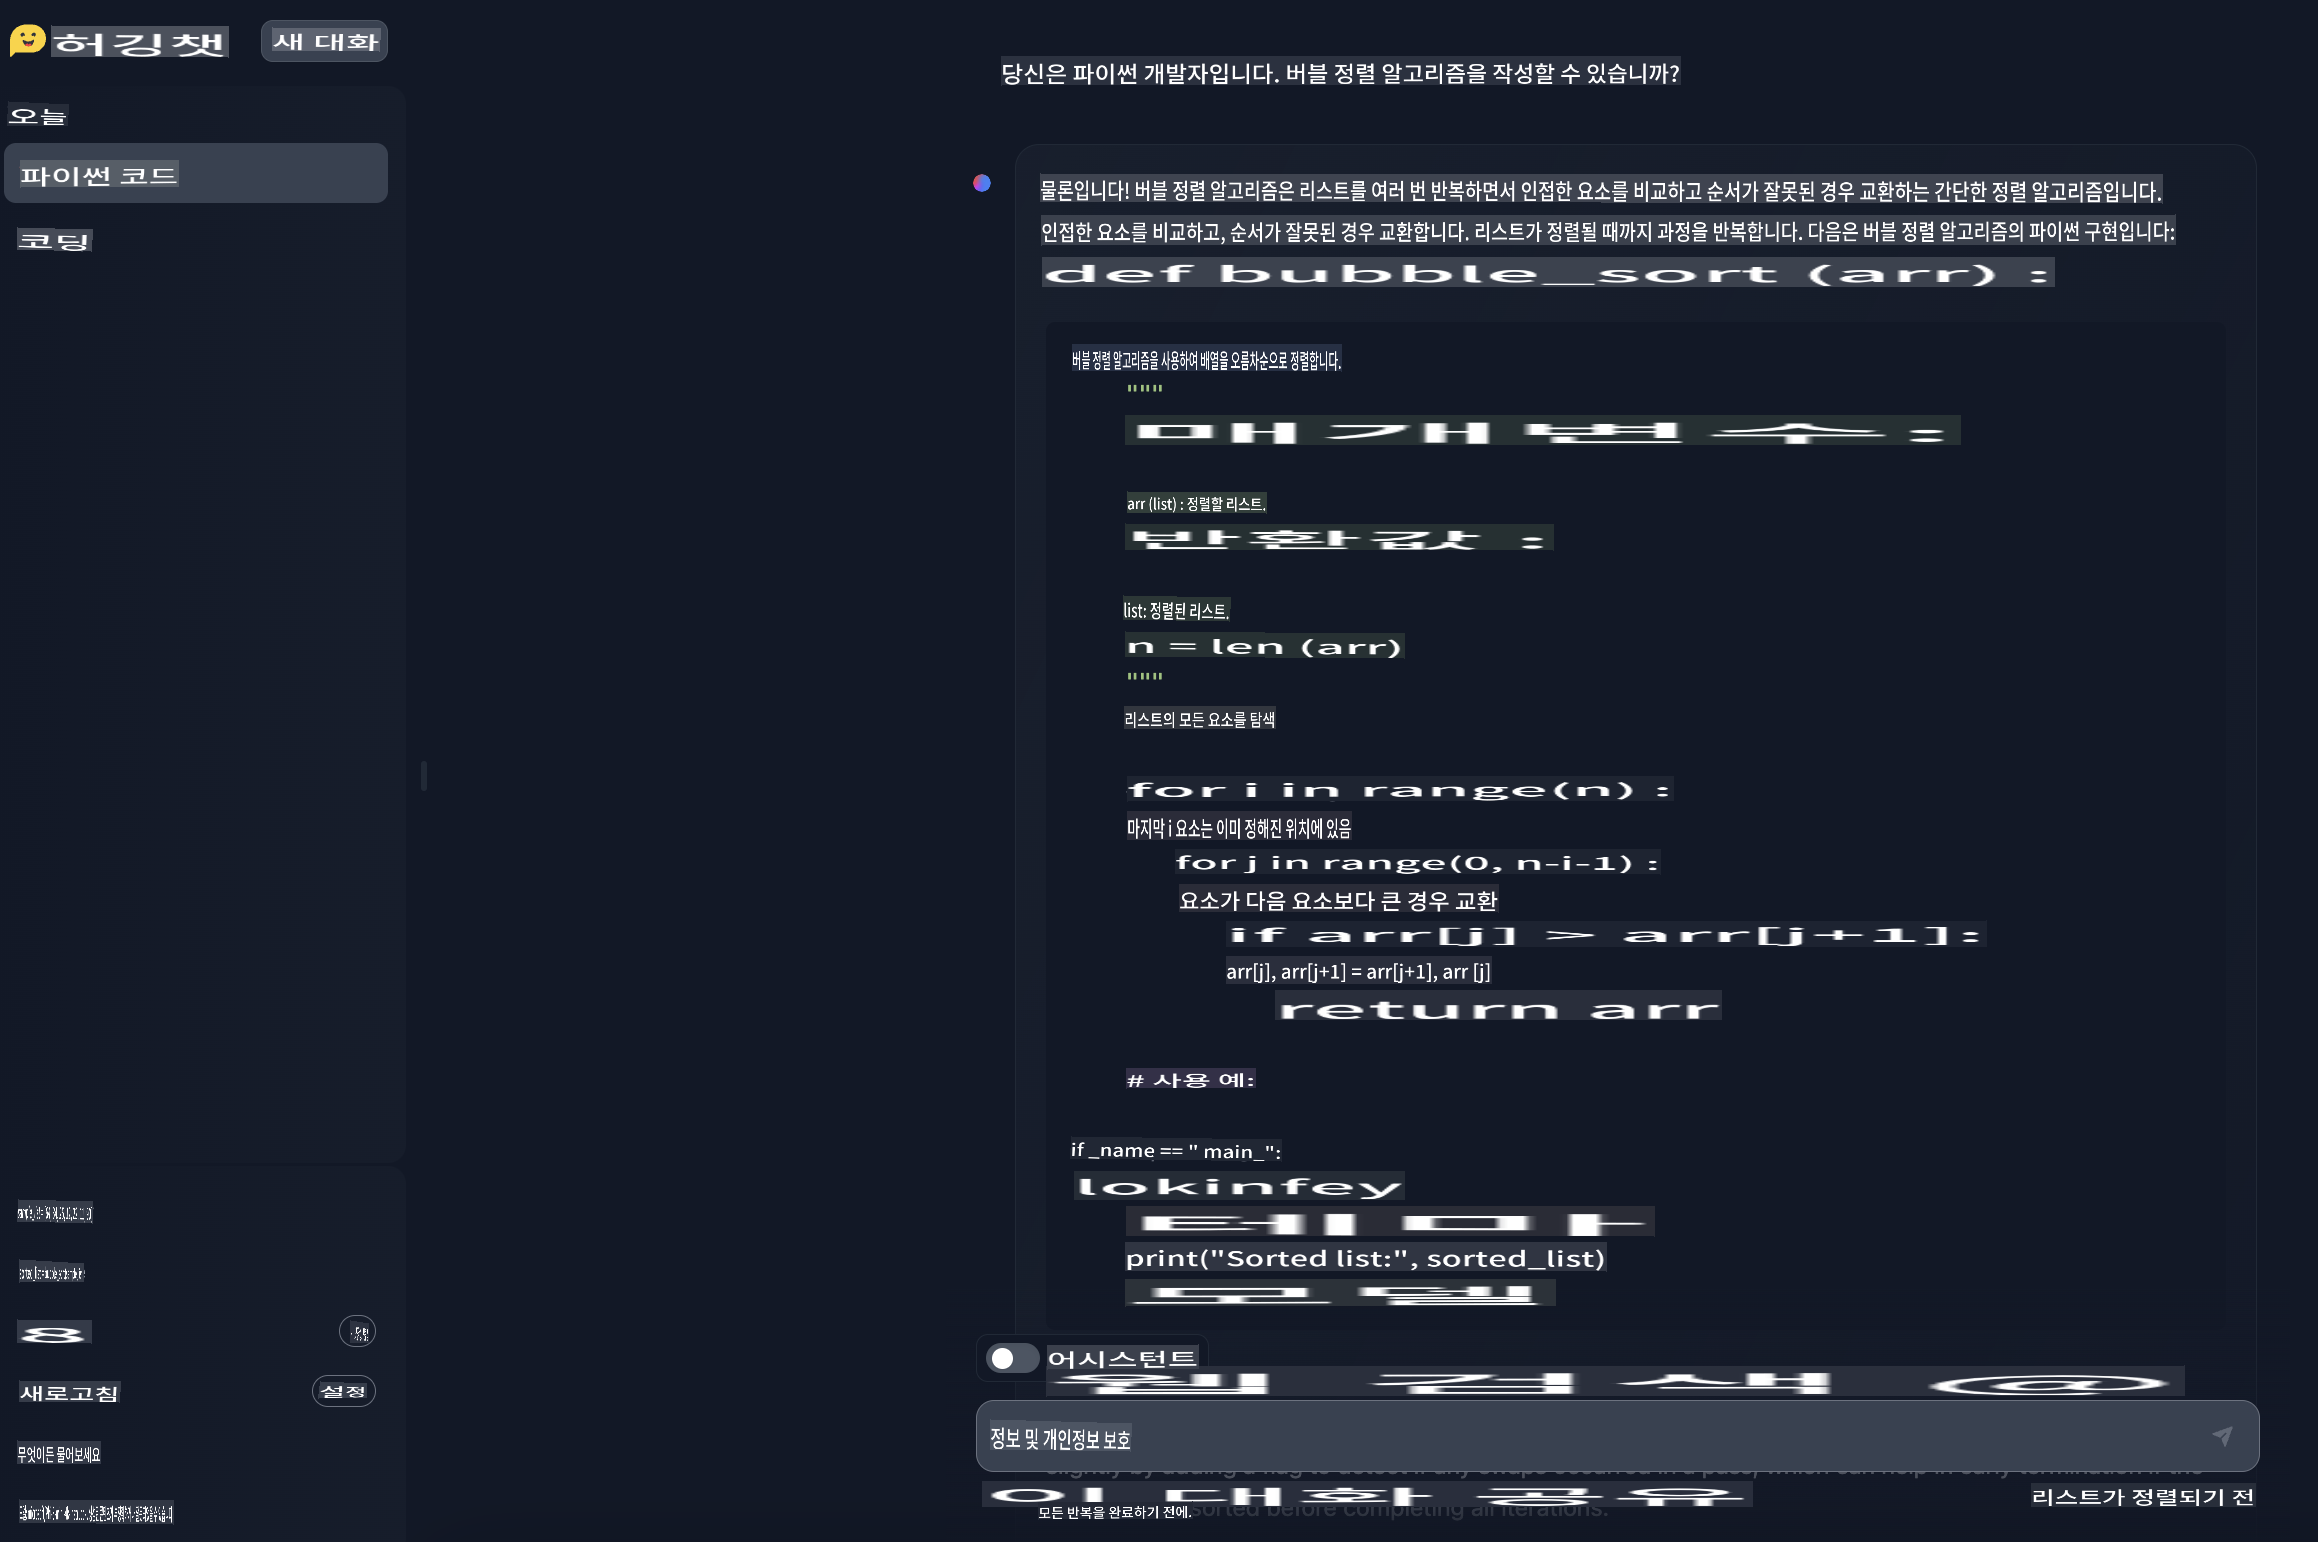 허깅챗
새 대화
오늘
파이썬 코드
코딩
당신은 파이썬 개발자입니다. 버블 정렬 알고리즘을 작성할 수 있습니까?
물론입니다! 버블 정렬 알고리즘은 리스트를 여러 번 반복하면서 인접한 요소를 비교하고 순서가 잘못된 경우 교환하는 간단한 정렬 알고리즘입니다.
인접한 요소를 비교하고, 순서가 잘못된 경우 교환합니다. 리스트가 정렬될 때까지 과정을 반복합니다. 다음은 버블 정렬 알고리즘의 파이썬 구현입니다:
def bubble_sort (arr) :
버블 정렬 알고리즘을 사용하여 배열을 오름차순으로 정렬합니다.
"""
매개변수:
arr (list) : 정렬할 리스트.
반환값 :
list: 정렬된 리스트.
n = len (arr)
"""
리스트의 모든 요소를 탐색
for i in range(n) :
마지막 i 요소는 이미 정해진 위치에 있음
for j in range(0, n-i-1) :
요소가 다음 요소보다 큰 경우 교환
if arr[j] > arr[j+1]:
arr[j], arr[j+1] = arr[j+1], arr [j]
return arr
# 사용 예:
if _name == " main_":
lokinfey
테마
print("Sorted list:", sorted_list)
모델
8
새로고침
설정
무엇이든 물어보세요
어시스턴트
웹 검색 @
정보 및 개인정보 보호
이 대화 공유
리스트가 정렬되기 전
모든 반복을 완료하기 전에.
sorted before completing all iterations.